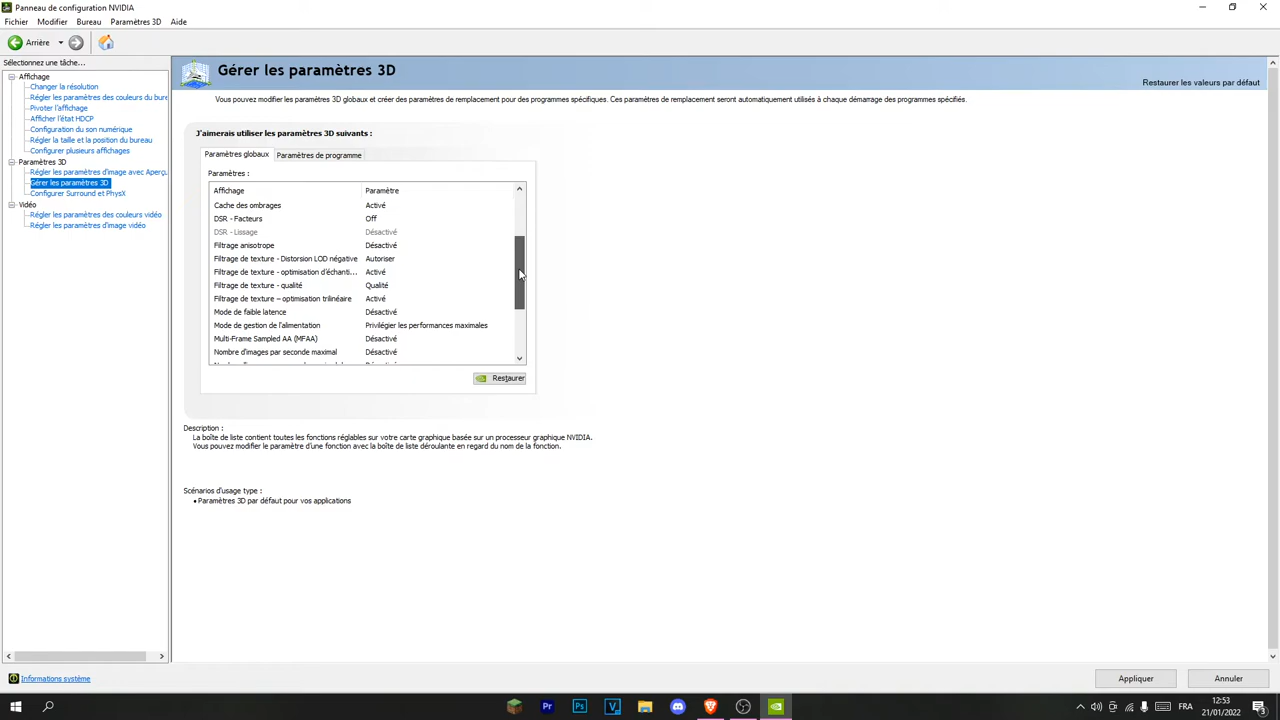 Panneau de configuration NVIDIA
Fichier Modifier Bureau Paramètres 3D Aide
Arrière
Sélectionnez une tâche...
Affichage
Changer la résolution
Régler les paramètres des couleurs du bure
Pivoter l'affichage
Afficher l'état HDCP
Configuration du son numérique
Régler la taille et la position du bureau
Configurer plusieurs affichages
Paramètres 3D
Régler les paramètres d'image avec Aperçu
Gérer les paramètres 3D
Configurer Surround et PhysX
Vidéo
Régler les paramètres des couleurs vidéo
Régler les paramètres d'image vidéo
Gérer les paramètres 3D
Restaurer les valeurs par défaut
Vous pouvez modifier les paramètres 3D globaux et créer des paramètres de remplacement pour des programmes spécifiques. Ces paramètres de remplacement seront automatiquement utilisés à chaque démarrage des programmes spécifiés.
J'aimerais utiliser les paramètres 3D suivants :
Paramètres globaux Paramètres de programme
Paramètres :
Affichage Paramètre
Cache des ombrages Activé
DSR - Facteurs Off
DSR - Lissage Désactivé
Filtrage anisotrope Désactivé
Filtrage de texture - Distorsion LOD négative Autoriser
Filtrage de texture - optimisation d'échanti... Activé
Filtrage de texture - qualité Qualité
Filtrage de texture – optimisation trilinéaire Activé
Mode de faible latence Désactivé
Mode de gestion de l'alimentation Privilégier les performances maximales
Multi-Frame Sampled AA (MFAA) Désactivé
Nombre d'images par seconde maximal Désactivé
Restaurer
Description :
La boîte de liste contient toutes les fonctions réglables sur votre carte graphique basée sur un processeur graphique NVIDIA.
Vous pouvez modifier le paramètre d'une fonction avec la boîte de liste déroulante en regard du nom de la fonction.
Scénarios d'usage type :
• Paramètres 3D par défaut pour vos applications
Informations système
Appliquer Annuler
Pr Ps V
FRA
12:53
21/01/2022